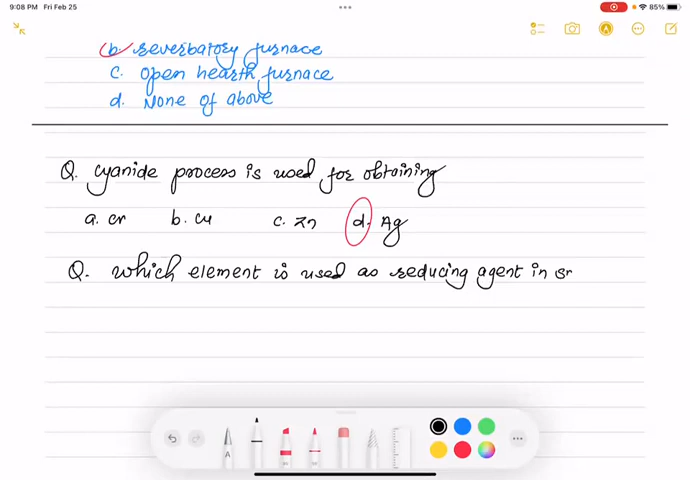 9:08 PM Fri Feb 25
85%
b. reverbatory furnace
c. Open hearth furnace
d. None of above
Q. cyanide process is used for obtaining
a. cr b. cu c. Zn d. Ag
Q. which element is used as reducing agent in sm
A